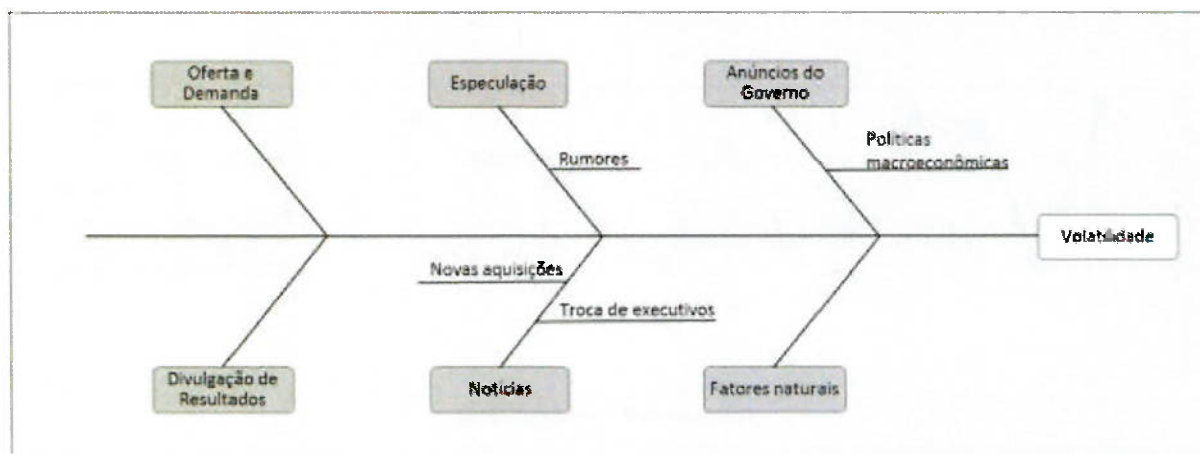 Oferta e
Demanda
Especulação
Anúncios do
Governo
Rumores
Políticas
macroeconômicas
Volatilidade
Novas aquisições
Troca de executivos
Divulgação de
Resultados
Notícias
Fatores naturais